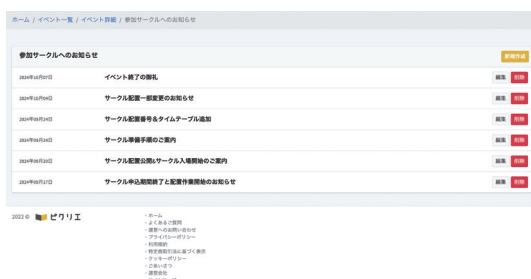 ホーム / イベント一覧 / イベント詳細 / 参加サークルへのお知らせ
参加サークルへのお知らせ
新規作成
2024年10月07日 イベント終了の御礼 編集 削除
2024年10月04日 サークル配置一部変更のお知らせ 編集 削除
2024年09月24日 サークル配置番号&タイムテーブル追加 編集 削除
2024年09月24日 サークル準備手順のご案内 編集 削除
2024年09月20日 サークル配置公開&サークル入場開始のご案内 編集 削除
2024年09月17日 サークル申込期間終了と配置作業開始のお知らせ 編集 削除
2022 © ピクリエ
・ホーム
・よくあるご質問
・運営へのお問い合わせ
・プライバシーポリシー
・利用規約
・特定商取引法に基づく表示
・クッキーポリシー
・ごあいさつ
・運営会社